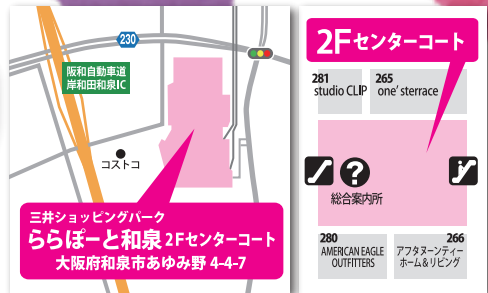 230
阪和自動車道
岸和田和泉IC
コストコ
三井ショッピングパーク
ららぽーと和泉 2Fセンターコート
大阪府和泉市あゆみ野 4-4-7
2Fセンターコート
281
studio CLIP
265
one' sterrace
?
総合案内所
280
AMERICAN EAGLE
OUTFITTERS
266
アフタヌーンティー
ホーム&リビング